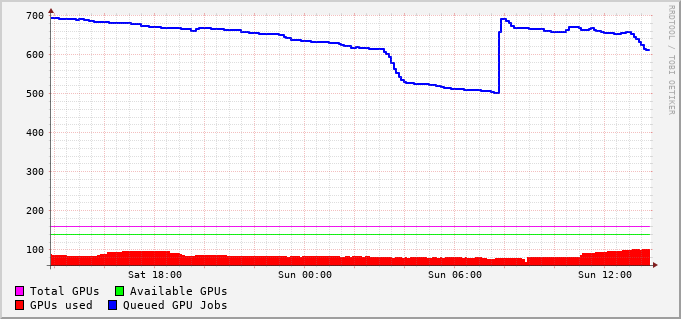 700
600
500
400
300
200
100
Sat 18:00 Sun 00:00 Sun 06:00 Sun 12:00
Total GPUs Available GPUs
GPUs used Queued GPU Jobs
RRDTOOL / TOBI OETIKER